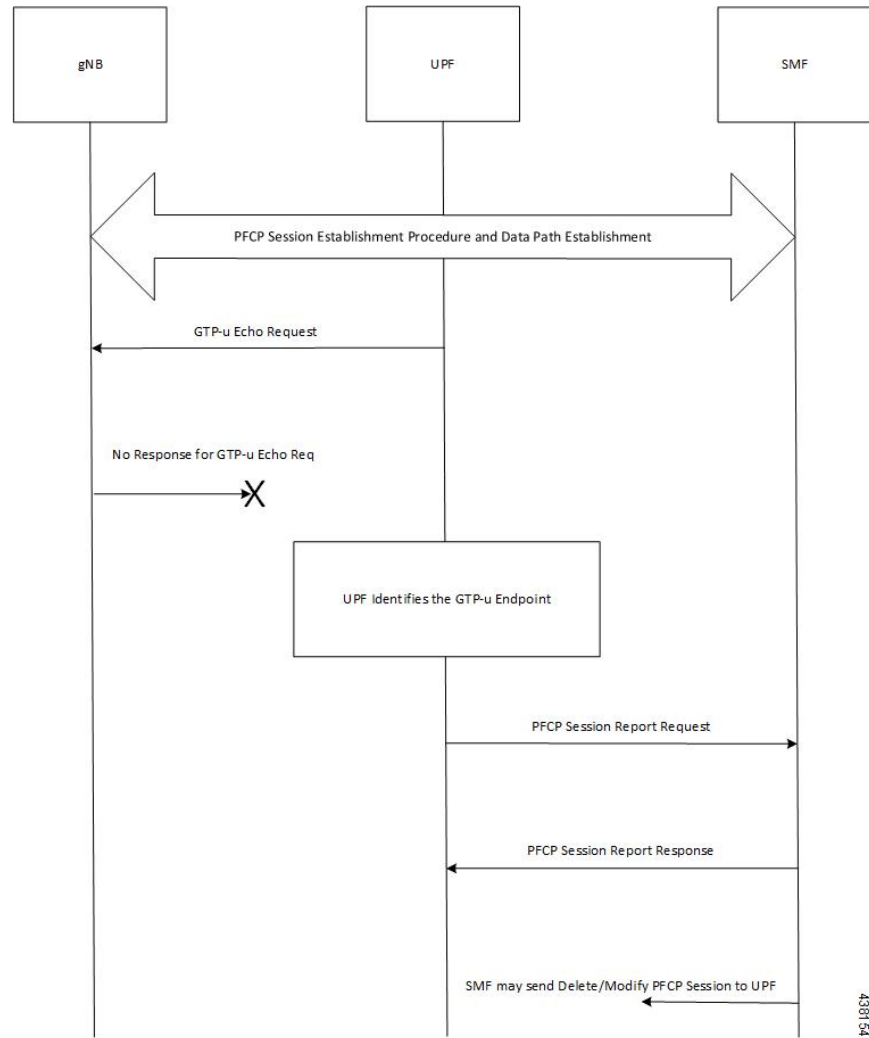 gNB
UPF
SMF
PFCP Session Establishment Procedure and Data Path Establishment
GTP-u Echo Request
No Response for GTP-u Echo Req
X
UPF Identifies the GTP-u Endpoint
PFCP Session Report Request
PFCP Session Report Response
SMF may send Delete/Modify PFCP Session to UPF
438154